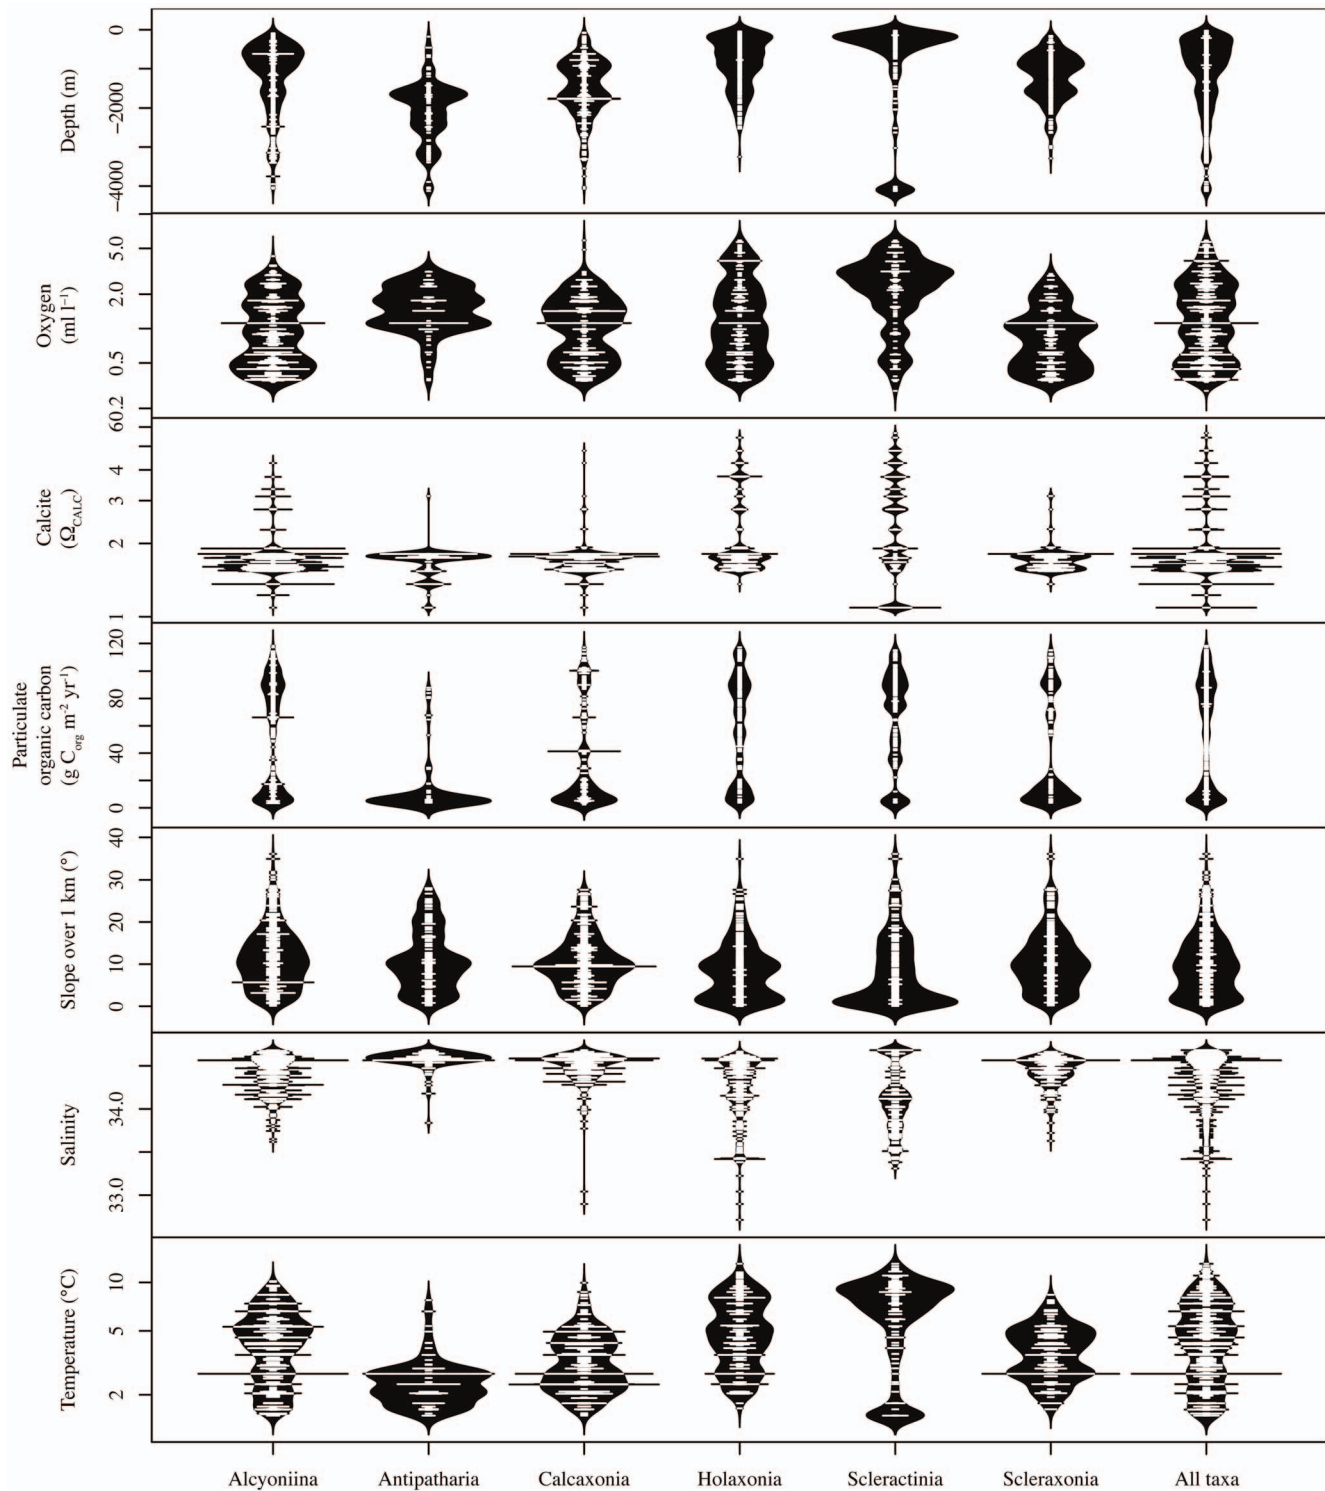 0
−2000
−4000
Depth (m)
5.0
2.0
0.5
0.2
Oxygen
(ml l⁻¹)
6
4
3
2
1
Calcite
(Ω_CALC)
120
80
40
0
Particulate
organic carbon
(g C_org m⁻² yr⁻¹)
40
30
20
10
0
Slope over 1 km (°)
34.0
33.0
Salinity
10
5
2
Temperature (°C)
Alcyoniina Antipatharia Calcaxonia Holaxonia Scleractinia Scleraxonia All taxa